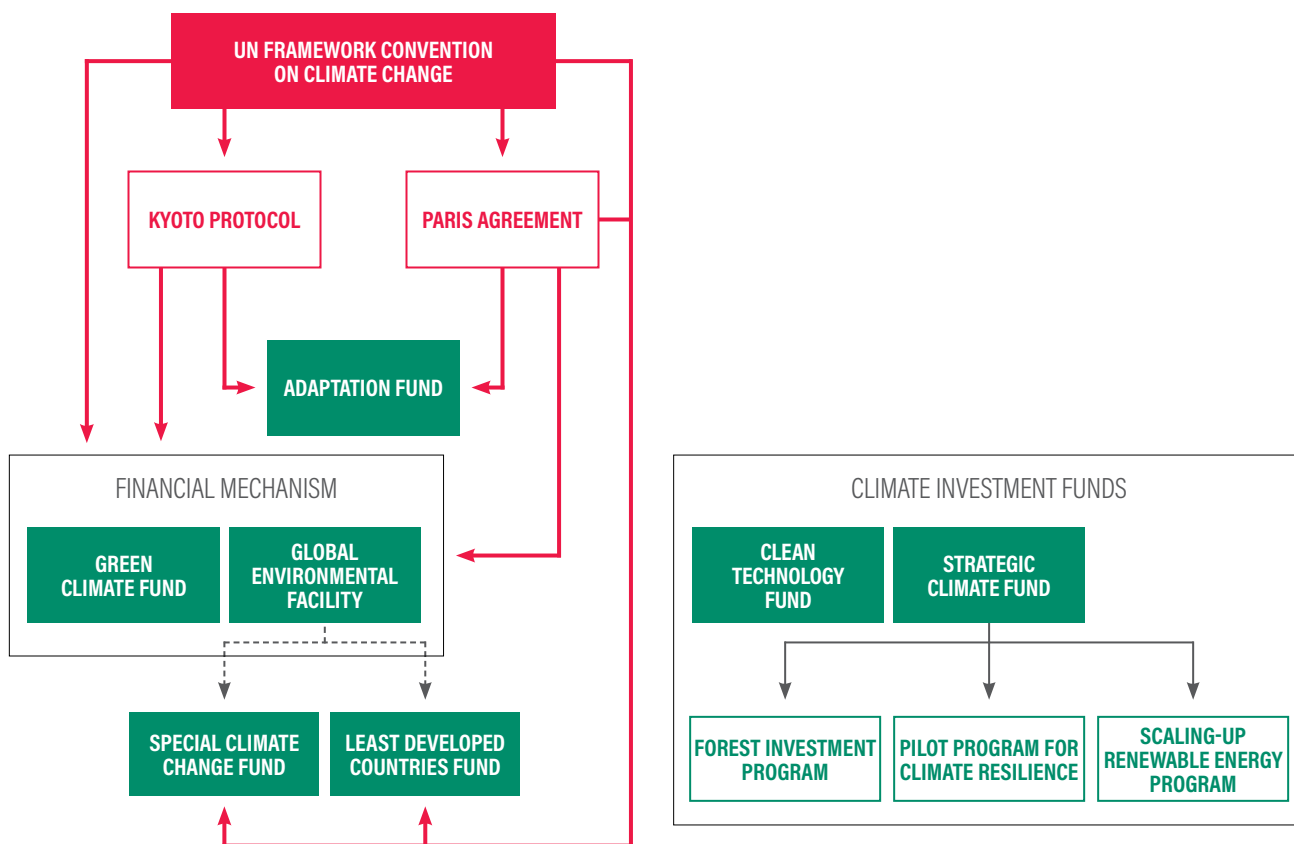 UN FRAMEWORK CONVENTION
ON CLIMATE CHANGE
KYOTO PROTOCOL
PARIS AGREEMENT
ADAPTATION FUND
FINANCIAL MECHANISM
GREEN
CLIMATE FUND
GLOBAL
ENVIRONMENTAL
FACILITY
SPECIAL CLIMATE
CHANGE FUND
LEAST DEVELOPED
COUNTRIES FUND
CLIMATE INVESTMENT FUNDS
CLEAN
TECHNOLOGY
FUND
STRATEGIC
CLIMATE FUND
FOREST INVESTMENT
PROGRAM
PILOT PROGRAM FOR
CLIMATE RESILIENCE
SCALING-UP
RENEWABLE ENERGY
PROGRAM